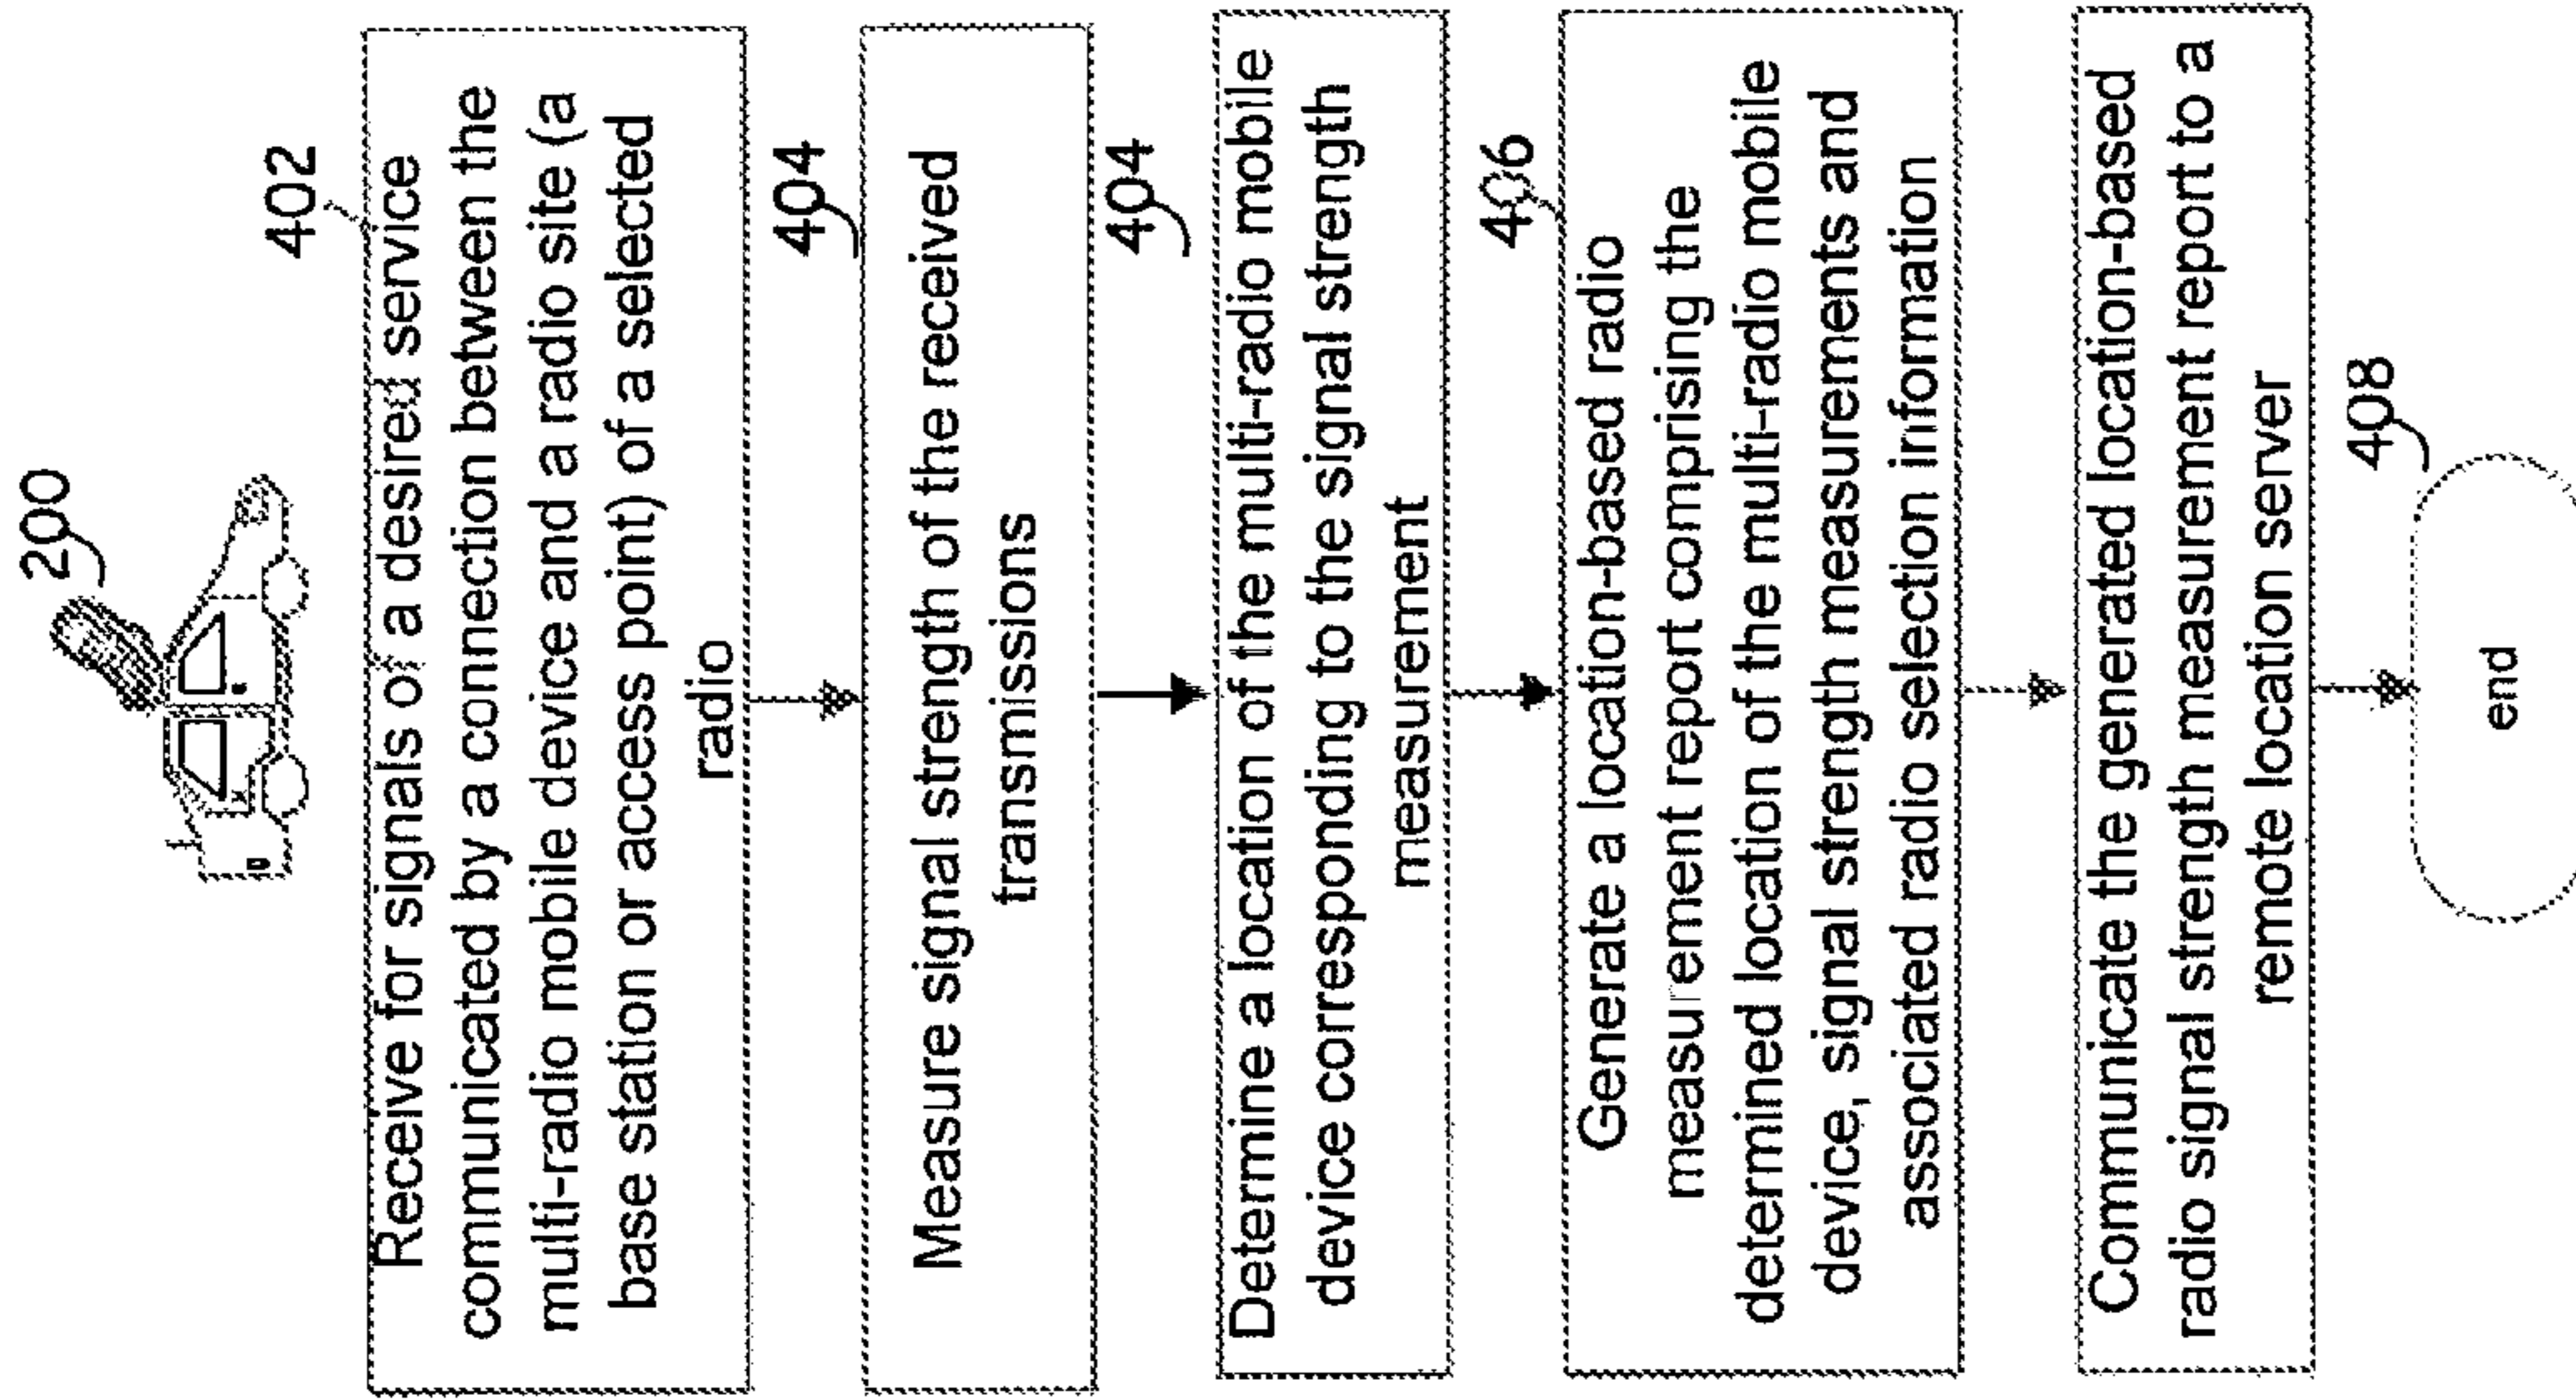 200
402
Receive for signals of a desired service
communicated by a connection between the
multi-radio mobile device and a radio site (a
base station or access point) of a selected
radio
404
Measure signal strength of the received
transmissions
404
Determine a location of the multi-radio mobile
device corresponding to the signal strength
measurement
406
Generate a location-based radio
measurement report comprising the
determined location of the multi-radio mobile
device, signal strength measurements and
associated radio selection information
Communicate the generated location-based
radio signal strength measurement report to a
remote location server
408
end